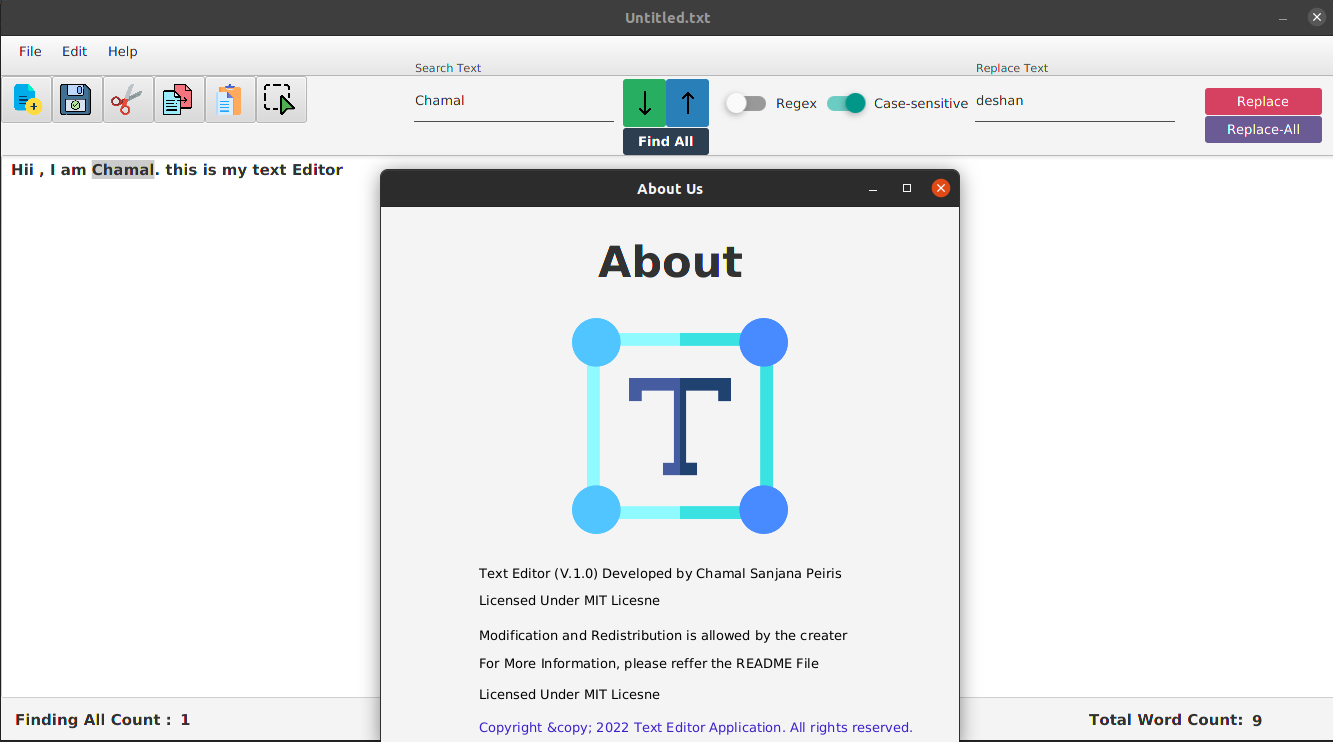 Untitled.txt
File Edit Help
Search Text
Replace Text
Chamal
Regex
Case-sensitive
deshan
Replace
Replace-All
Find All
Hii , I am Chamal. this is my text Editor
About Us
About
T
Text Editor (V.1.0) Developed by Chamal Sanjana Peiris
Licensed Under MIT Licesne
Modification and Redistribution is allowed by the creater
For More Information, please reffer the README File
Licensed Under MIT Licesne
Copyright &copy; 2022 Text Editor Application. All rights reserved.
Finding All Count : 1
Total Word Count: 9